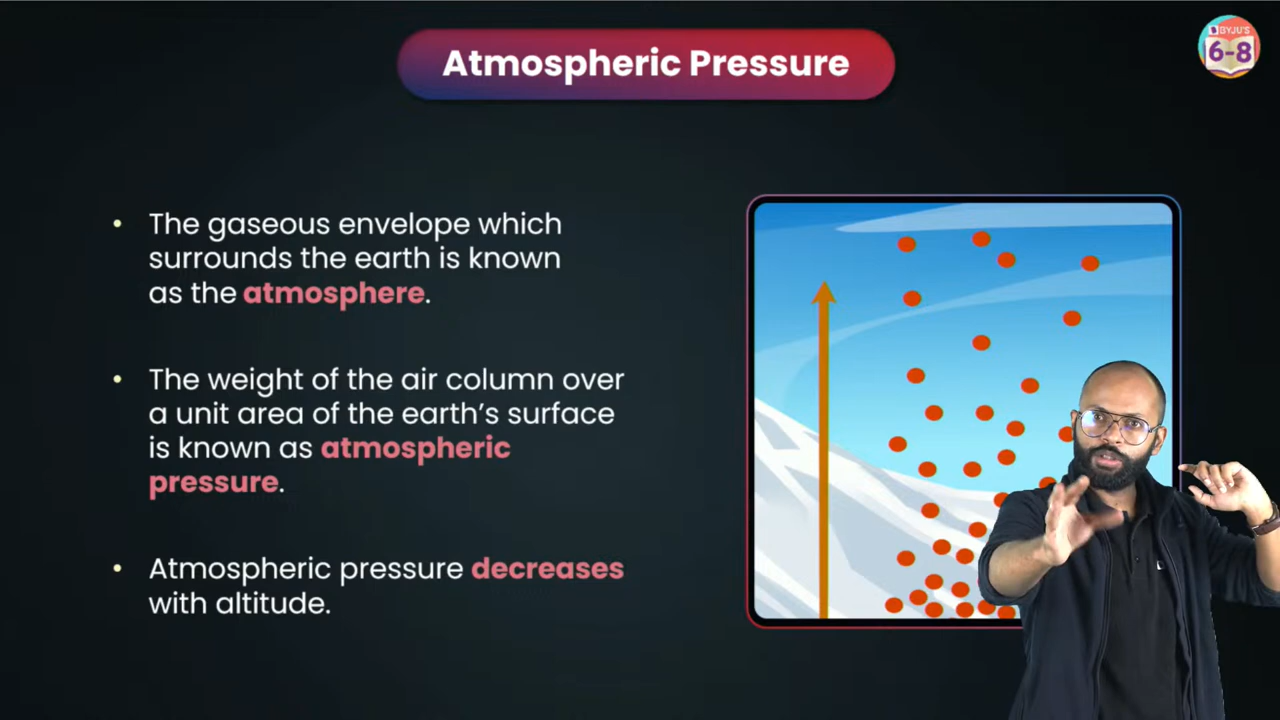 Atmospheric Pressure
BYJU'S
6-8
• The gaseous envelope which
surrounds the earth is known
as the atmosphere.
• The weight of the air column over
a unit area of the earth's surface
is known as atmospheric
pressure.
• Atmospheric pressure decreases
with altitude.